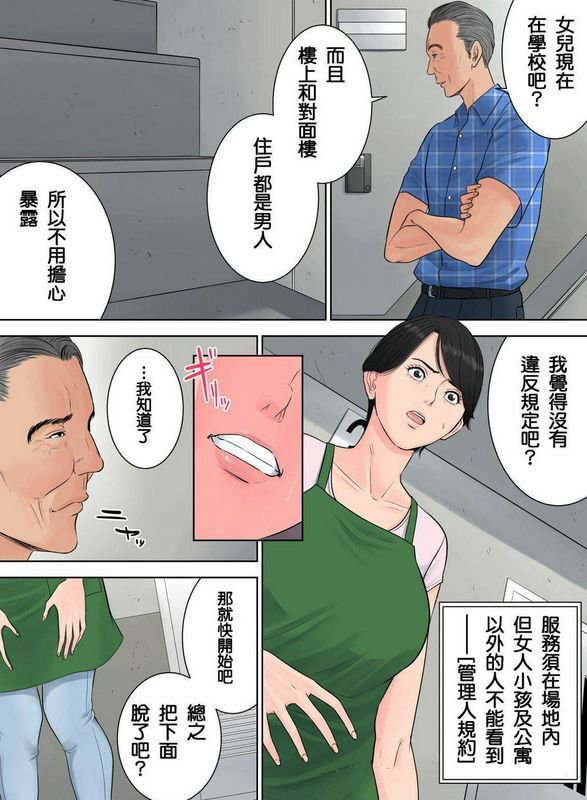 女兒現在
在學校吧?
而且
樓上和對面樓
住戶都是男人
所以不用擔心
暴露
我覺得沒有
違反規定吧?
ギリッ
…我知道了
ニヤッ
服務須在場地內
但女人小孩及公寓
以外的人不能看到
——[管理人規約]
那就快開始吧
總之
把下面
脫了吧?